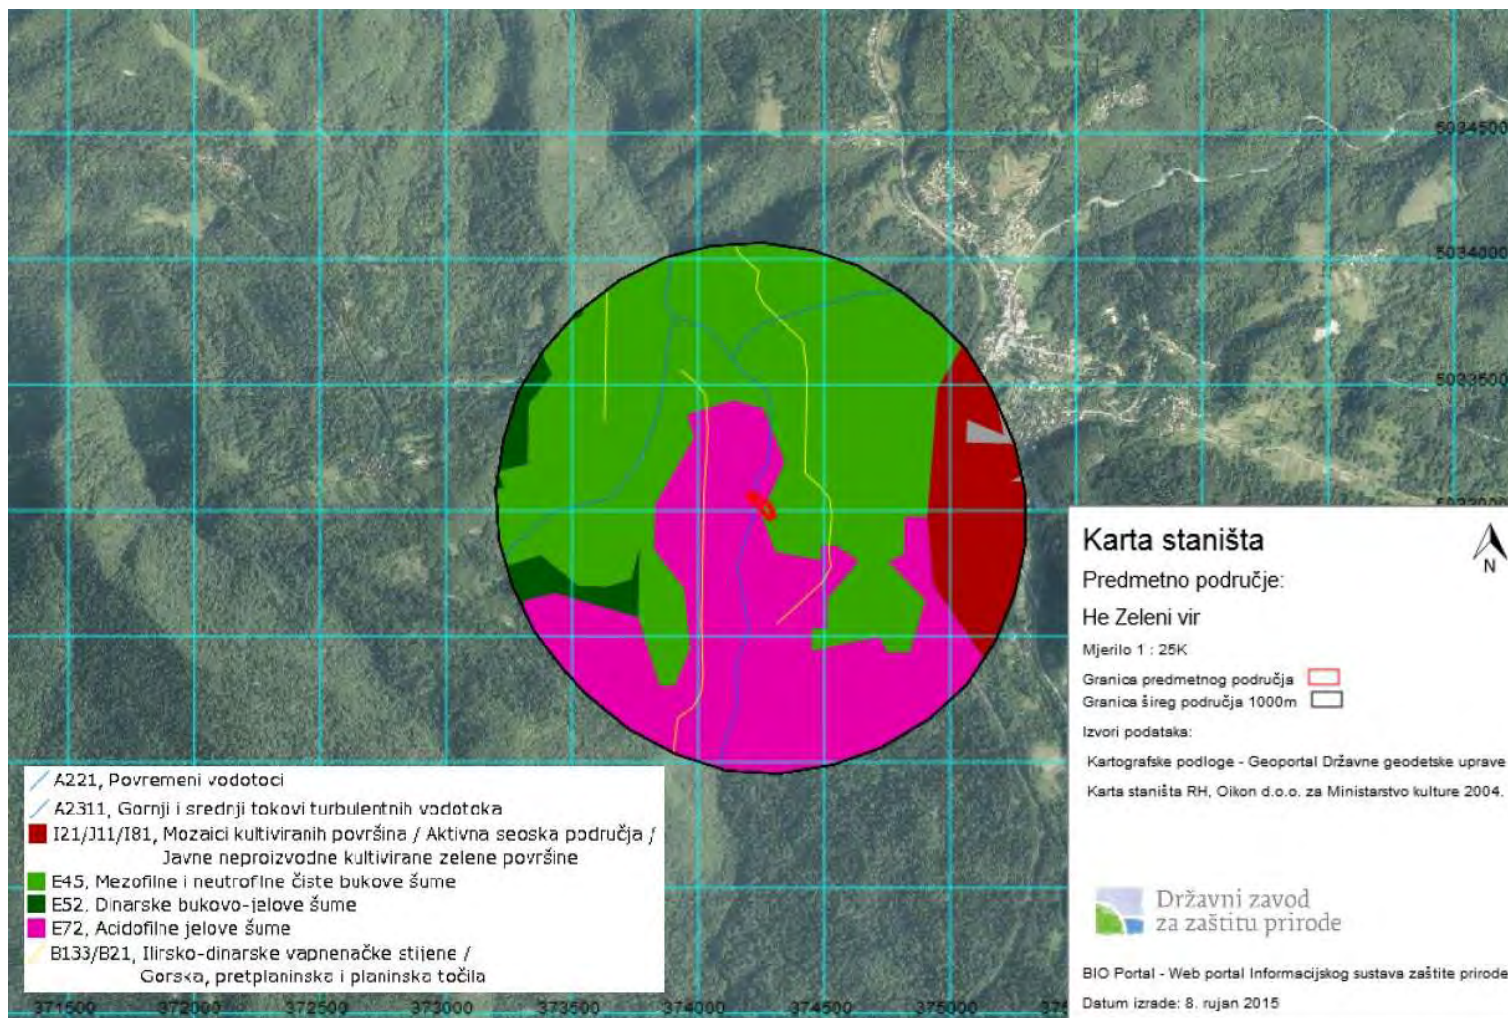 5034500
5034000
5033500
Karta staništa
N
Predmetno područje:
He Zeleni vir
Mjerilo 1 : 25K
Granica predmetnog područja
Granica šireg područja 1000m
Izvori podataka:
Kartografske podloge - Geoportal Državne geodetske uprave
Karta staništa RH, Oikon d.o.o. za Ministarstvo kulture 2004.
Državni zavod
za zaštitu prirode
BIO Portal - Web portal Informacijskog sustava zaštite prirode
Datum izrade: 8. rujan 2015
A221, Povremeni vodotoci
A2311, Gornji i srednji tokovi turbulentnih vodotoka
I21/J11/I81, Mozaici kultiviranih površina / Aktivna seoska područja /
Javne neproizvodne kultivirane zelene površine
E45, Mezofilne i neutrofilne čiste bukove šume
E52, Dinarske bukovo-jelove šume
E72, Acidofilne jelove šume
B133/B21, Ilirsko-dinarske vapnenačke stijene /
Gorska, pretplaninska i planinska točila
371500 372000 372500 373000 373500 374000 374500 375000